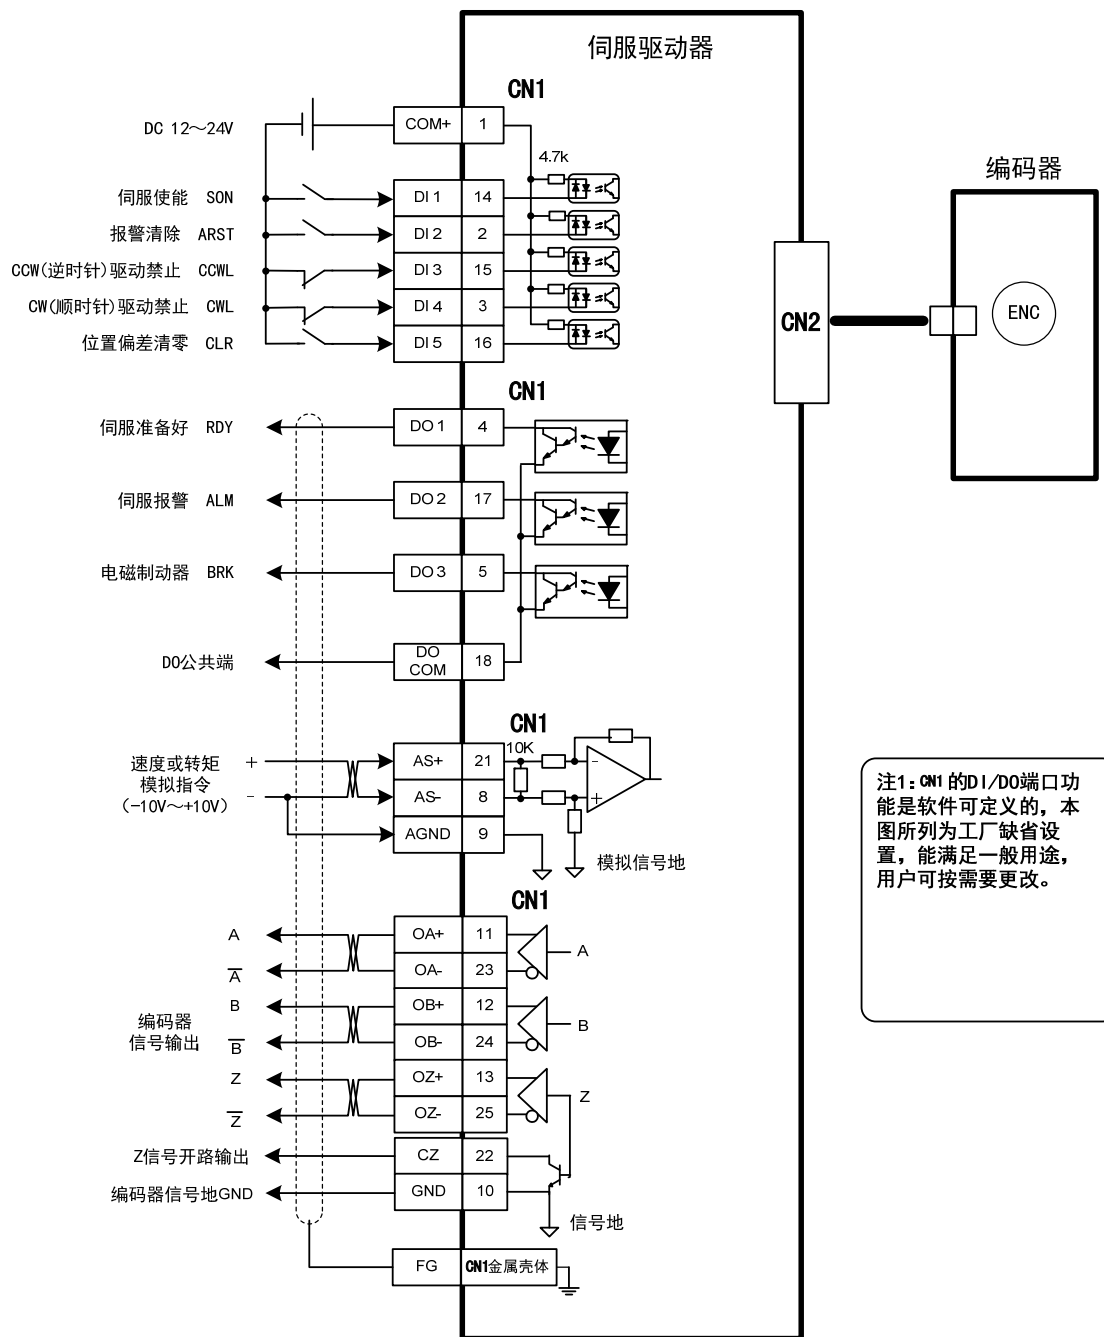 伺服驱动器
CN1
DC 12～24V COM+ 1
4.7k
伺服使能 SON DI 1 14
报警清除 ARST DI 2 2
CCW(逆时针)驱动禁止 CCWL DI 3 15
CW(顺时针)驱动禁止 CWL DI 4 3
位置偏差清零 CLR DI 5 16
编码器
CN2
ENC
CN1
伺服准备好 RDY DO 1 4
伺服报警 ALM DO 2 17
电磁制动器 BRK DO 3 5
DO公共端 DO COM 18
CN1
10K
速度或转矩 + AS+ 21 -
模拟指令 - AS- 8 +
(-10V～+10V)
AGND 9
模拟信号地
注1：CN1的DI/DO端口功
能是软件可定义的，本
图所列为工厂缺省设
置，能满足一般用途，
用户可按需要更改。
CN1
A OA+ 11 A
A̅ OA- 23
B OB+ 12 B
编码器
信号输出
B̅ OB- 24
Z OZ+ 13 Z
Z̅ OZ- 25
Z信号开路输出 CZ 22
编码器信号地GND GND 10
信号地
FG CN1金属壳体